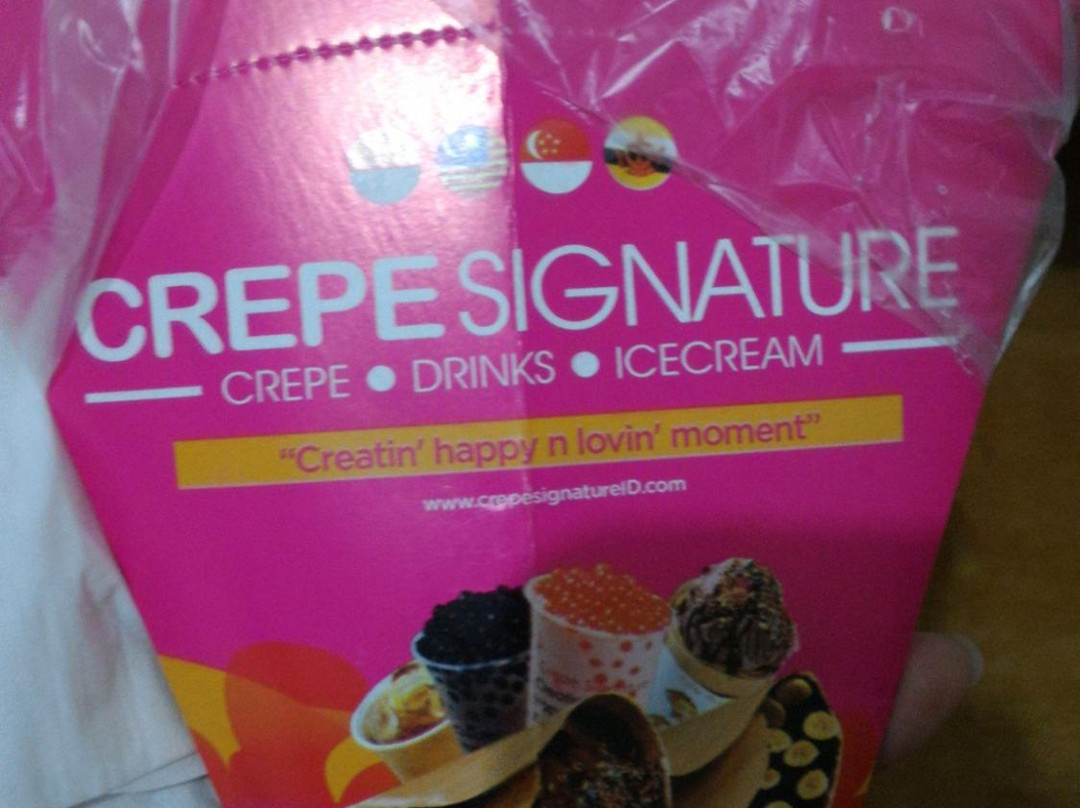 CREPE SIGNATURE
CREPE • DRINKS • ICECREAM
“Creatin’ happy n lovin’ moment”
www.crepesignatureID.com